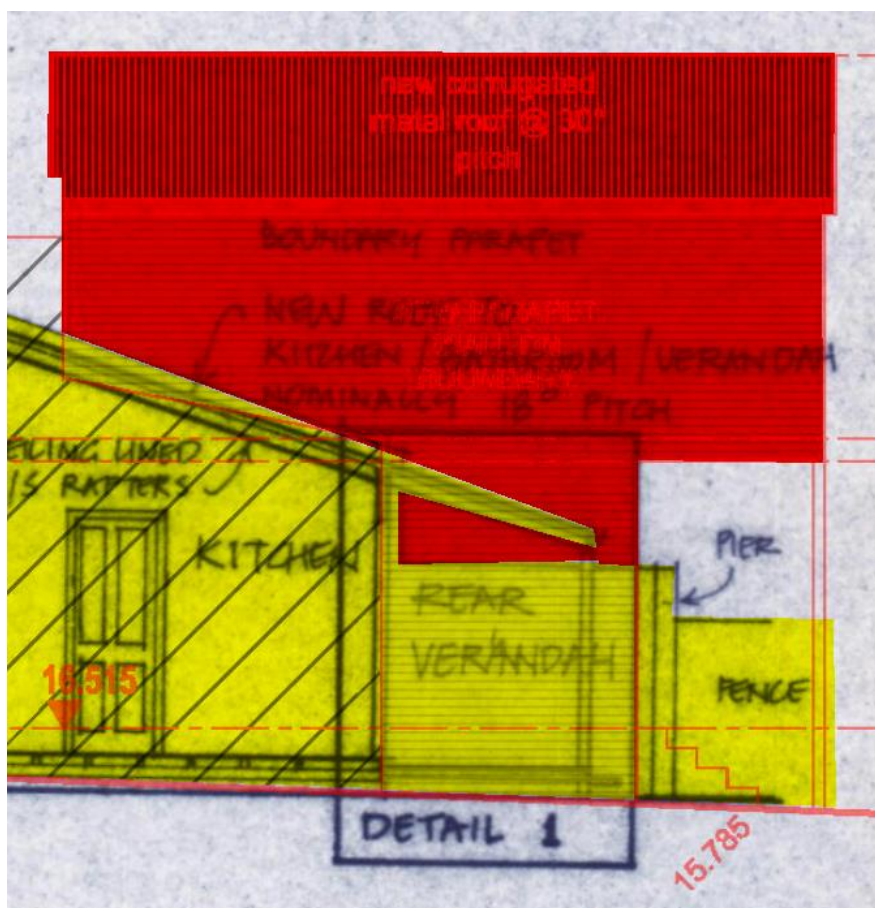 new corrugated
metal roof @ 30°
pitch
BOUNDARY PARAPET
NEW ROOF TO
KITCHEN / BATHROOM / VERANDAH
NOMINALLY 18° PITCH
CEILING LINED
U/S RAFTERS
KITCHEN
PIER
REAR
VERANDAH
16.515
FENCE
DETAIL 1
15.785